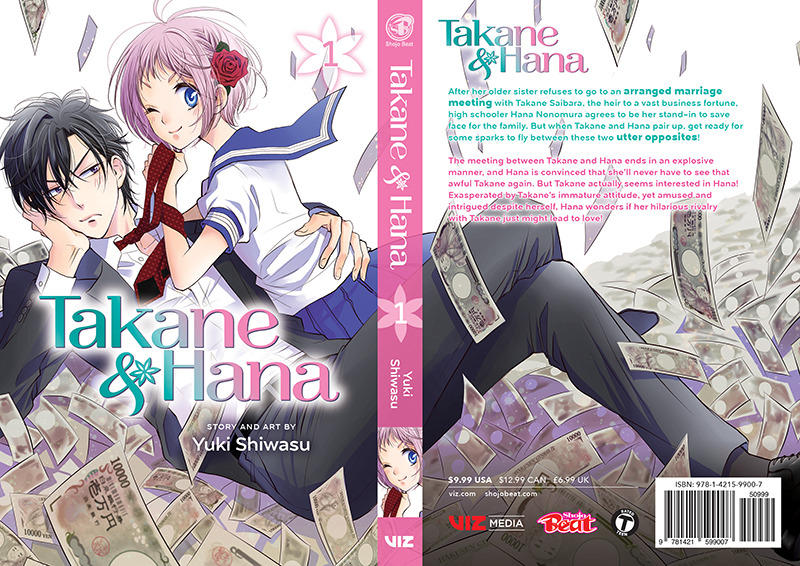 1
Takane
& Hana
STORY AND ART BY
Yuki Shiwasu
10000
壱万円
10000
10000 YEN
Shojo Beat
Takane & Hana
1
Yuki
Shiwasu
VIZ
Takane
& Hana
After her older sister refuses to go to an arranged marriage
meeting with Takane Saibara, the heir to a vast business fortune,
high schooler Hana Nonomura agrees to be her stand-in to save
face for the family. But when Takane and Hana pair up, get ready for
some sparks to fly between these two utter opposites!
The meeting between Takane and Hana ends in an explosive
manner, and Hana is convinced that she'll never have to see that
awful Takane again. But Takane actually seems interested in Hana!
Exasperated by Takane's immature attitude, yet amused and
intrigued despite herself, Hana wonders if her hilarious rivalry
with Takane just might lead to love!
$9.99 USA $12.99 CAN £6.99 UK
viz.com shojobeat.com
VIZ MEDIA
Shojo
Beat
RATED
T
TEEN
ISBN: 978-1-4215-9900-7
50999
9 781421 599007